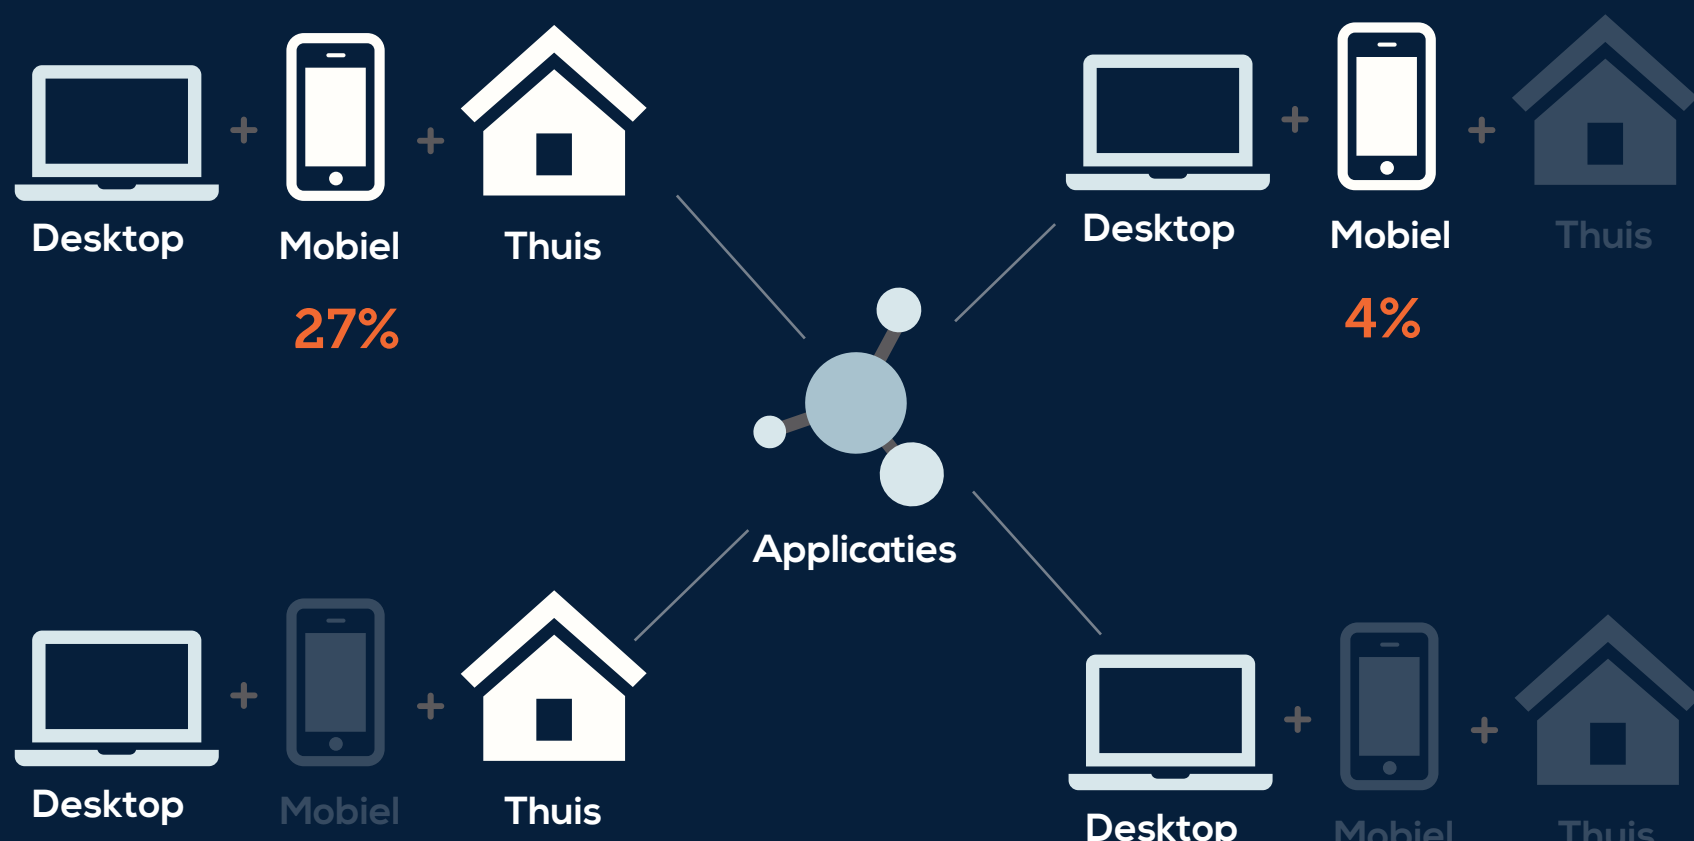 Desktop
Mobiel
Thuis
27%
Desktop
Mobiel
Thuis
4%
Applicaties
Desktop
Mobiel
Thuis
Desktop
Mobiel
Thuis